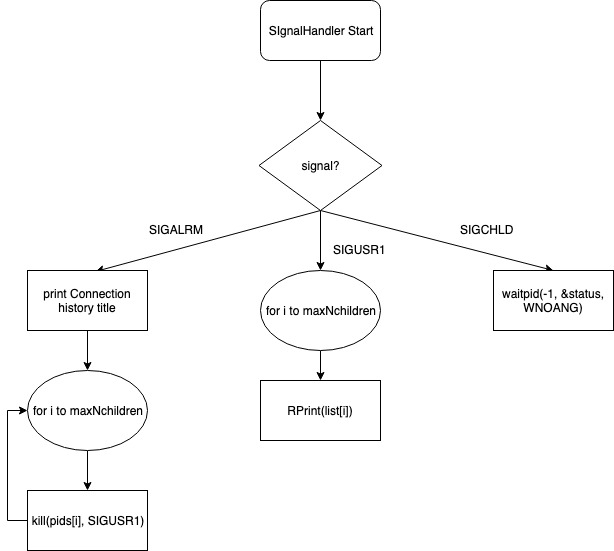 SIgnalHandler Start
signal?
SIGALRM
SIGUSR1
SIGCHLD
print Connection
history title
for i to maxNchildren
waitpid(-1, &status,
WNOANG)
for i to maxNchildren
RPrint(list[i])
kill(pids[i], SIGUSR1)